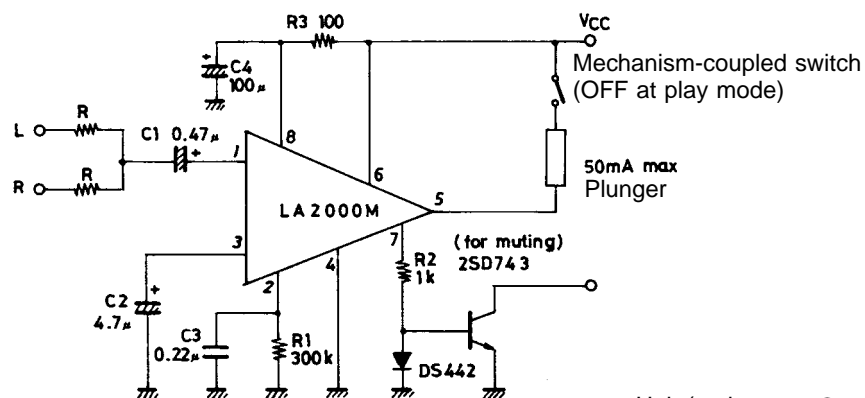 R3 100
VCC
Mechanism-coupled switch
(OFF at play mode)
C4
100μ
R
L
C1 0.47μ
1
8
R
R
6
50mA max
Plunger
5
LA2000M
3
2
4
7
(for muting)
2SD743
R2
1k
C2
4.7μ
C3
0.22μ
R1
300k
DS442